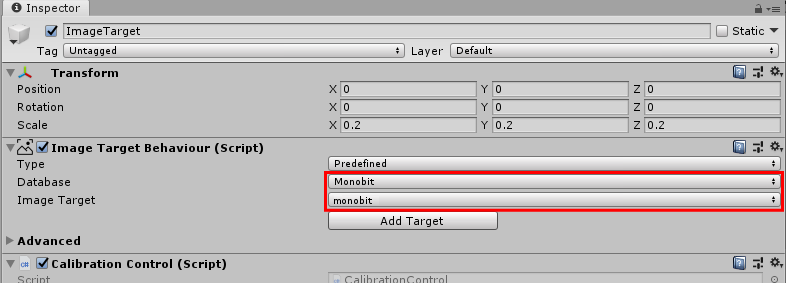 Inspector
ImageTarget
Static
Tag Untagged Layer Default
Transform
Position X 0 Y 0 Z 0
Rotation X 0 Y 0 Z 0
Scale X 0.2 Y 0.2 Z 0.2
Image Target Behaviour (Script)
Type Predefined
Database Monobit
Image Target monobit
Add Target
Advanced
Calibration Control (Script)
Script CalibrationControl